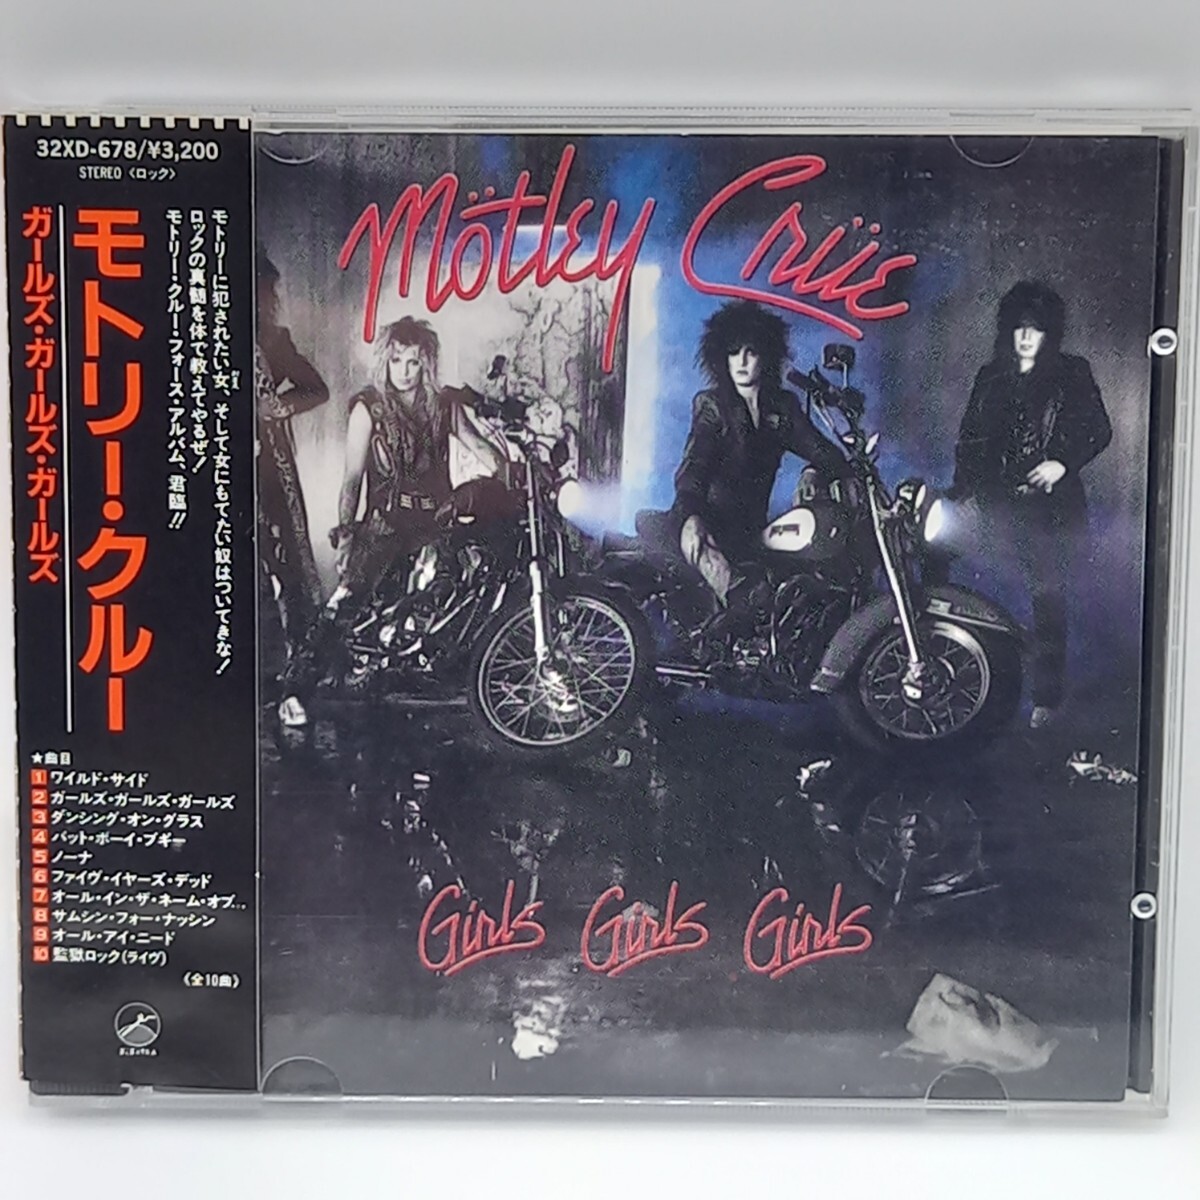 32XD-678/¥3,200
STEREO〈ロック〉
モトリーに犯されたい女、そして女にもてたい奴はついてきな!
ロックの真髄を体で教えてやるぜ!
モトリー・クルー・フォース・アルバム、君臨!!
モトリー・クルー
ガールズ・ガールズ・ガールズ
★曲目
1 ワイルド・サイド
2 ガールズ・ガールズ・ガールズ
3 ダンシング・オン・グラス
4 バット・ボーイ・ブギー
5 ノーナ
6 ファイヴ・イヤーズ・デッド
7 オール・イン・ザ・ネーム・オブ…
8 サムシン・フォー・ナッシン
9 オール・アイ・ニード
10 監獄ロック(ライヴ)
《全10曲》
Mötley Crüe
Girls Girls Girls